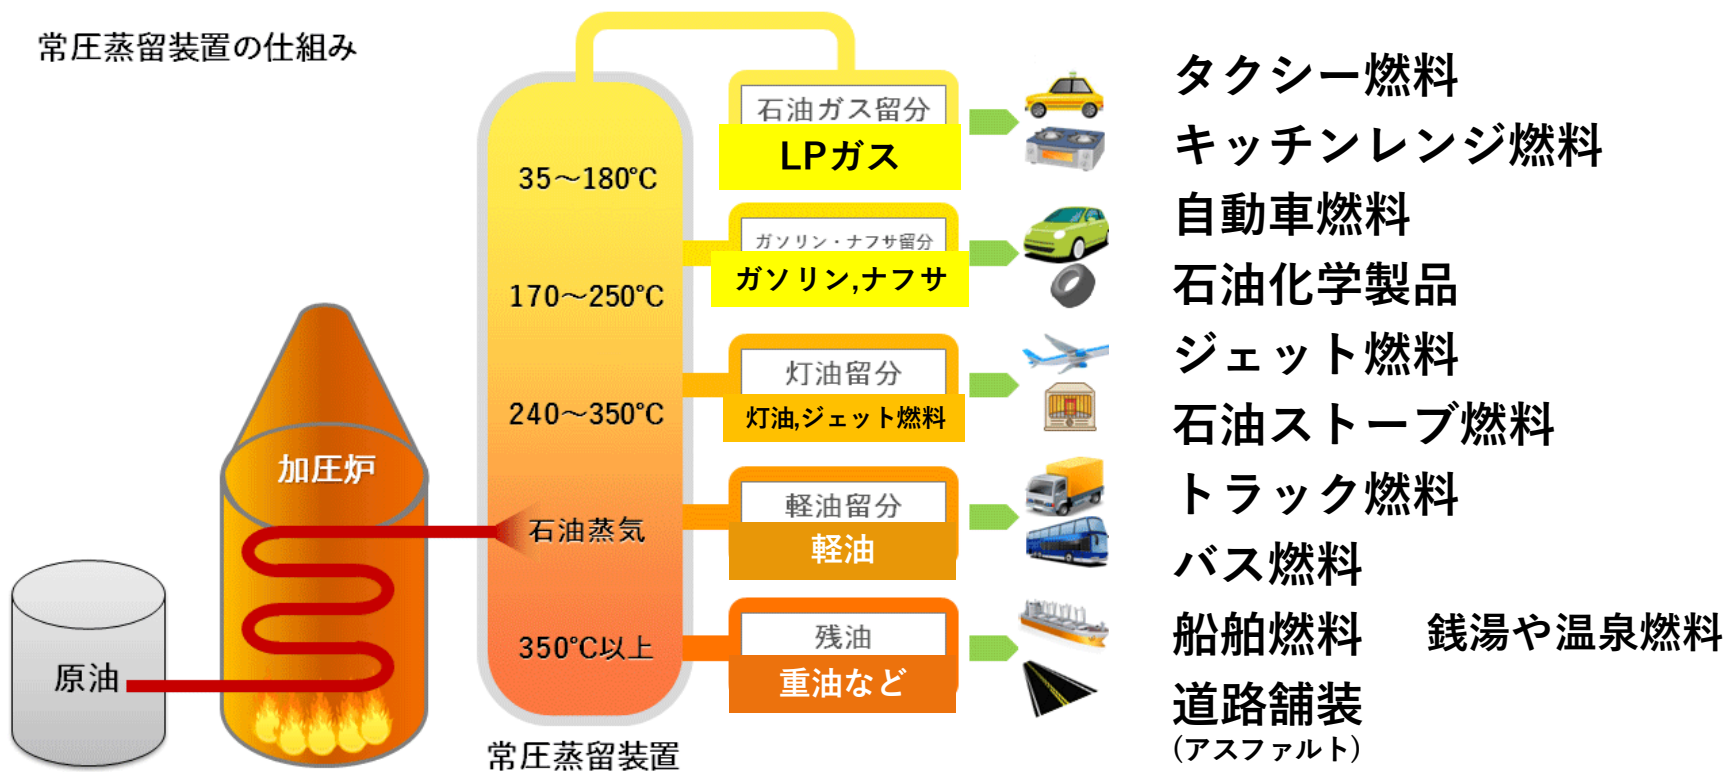 常圧蒸留装置の仕組み
原油
加圧炉
35～180℃
170～250℃
240～350℃
石油蒸気
350℃以上
常圧蒸留装置
石油ガス留分
LPガス
ガソリン・ナフサ留分
ガソリン,ナフサ
灯油留分
灯油,ジェット燃料
軽油留分
軽油
残油
重油など
タクシー燃料
キッチンレンジ燃料
自動車燃料
石油化学製品
ジェット燃料
石油ストーブ燃料
トラック燃料
バス燃料
船舶燃料 銭湯や温泉燃料
道路舗装
(アスファルト)